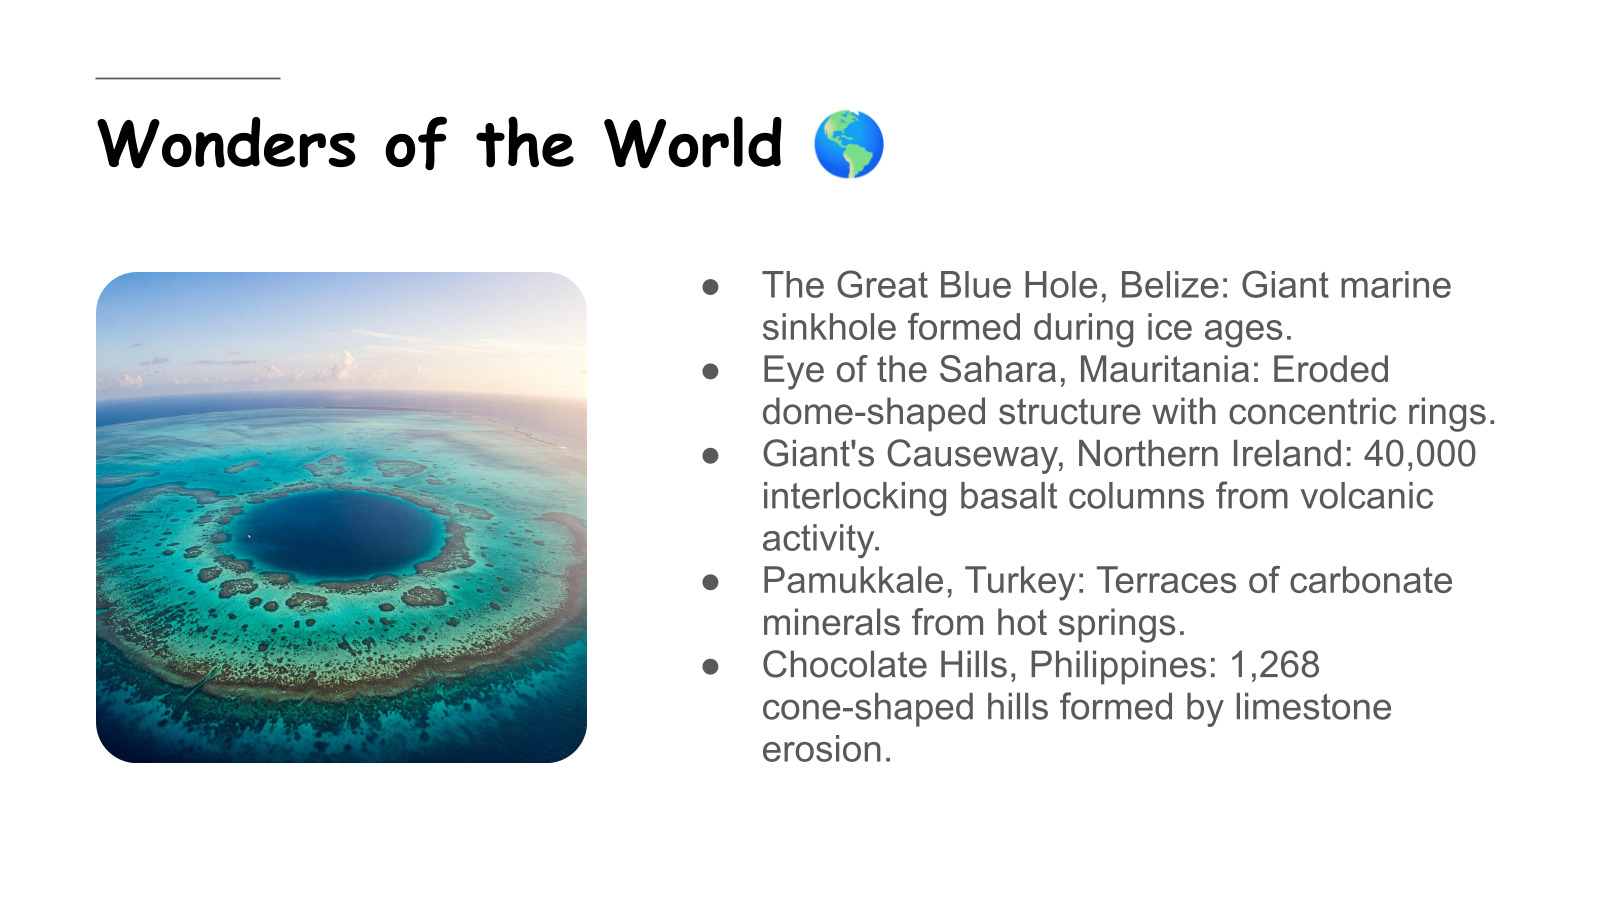 Wonders of the World 🌎
● The Great Blue Hole, Belize: Giant marine
sinkhole formed during ice ages.
● Eye of the Sahara, Mauritania: Eroded
dome-shaped structure with concentric rings.
● Giant's Causeway, Northern Ireland: 40,000
interlocking basalt columns from volcanic
activity.
● Pamukkale, Turkey: Terraces of carbonate
minerals from hot springs.
● Chocolate Hills, Philippines: 1,268
cone-shaped hills formed by limestone
erosion.